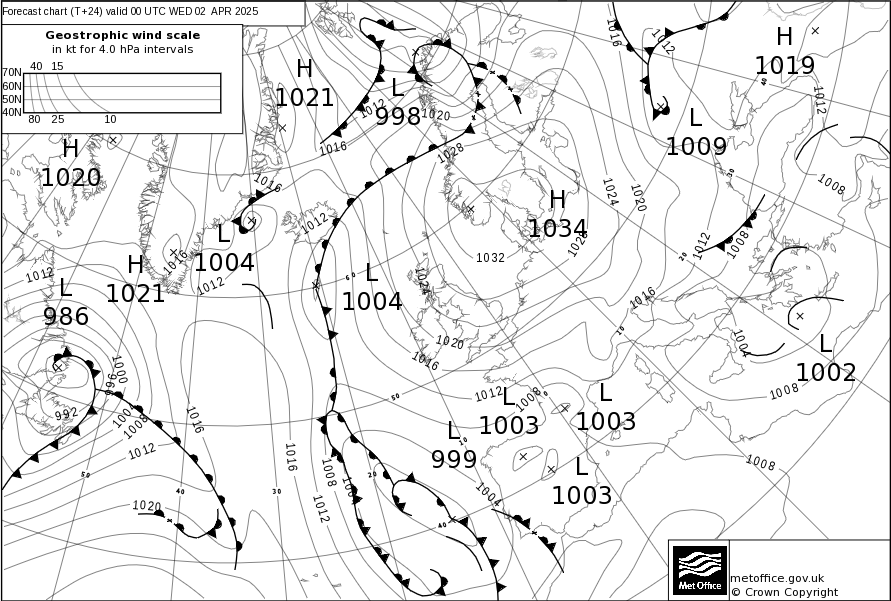 Forecast chart (T+24) valid 00 UTC WED 02 APR 2025
Geostrophic wind scale
in kt for 4.0 hPa intervals
40 15
70N
60N
50N
40N
80 25 10
H
1021
L
998
H
1019
L
1009
H
1020
H
1034
L
1004
H
1021
L
986
L
1004
L
1002
L
1003
L
1003
L
999
L
1003
1016
1012
1012
1020
1016
1028
1012
1008
1016
1024
1020
1012
1016
1012
1012
1008
1028
1032
1024
1016
1012
1020
1016
1004
1000
996
992
1004
1008
1012
1016
1016
1008
1012
1004
1020
1012
1008
1004
1008
1008
40
30
20
10
60
50
50
40
30
20
40
Met Office
metoffice.gov.uk
© Crown Copyright